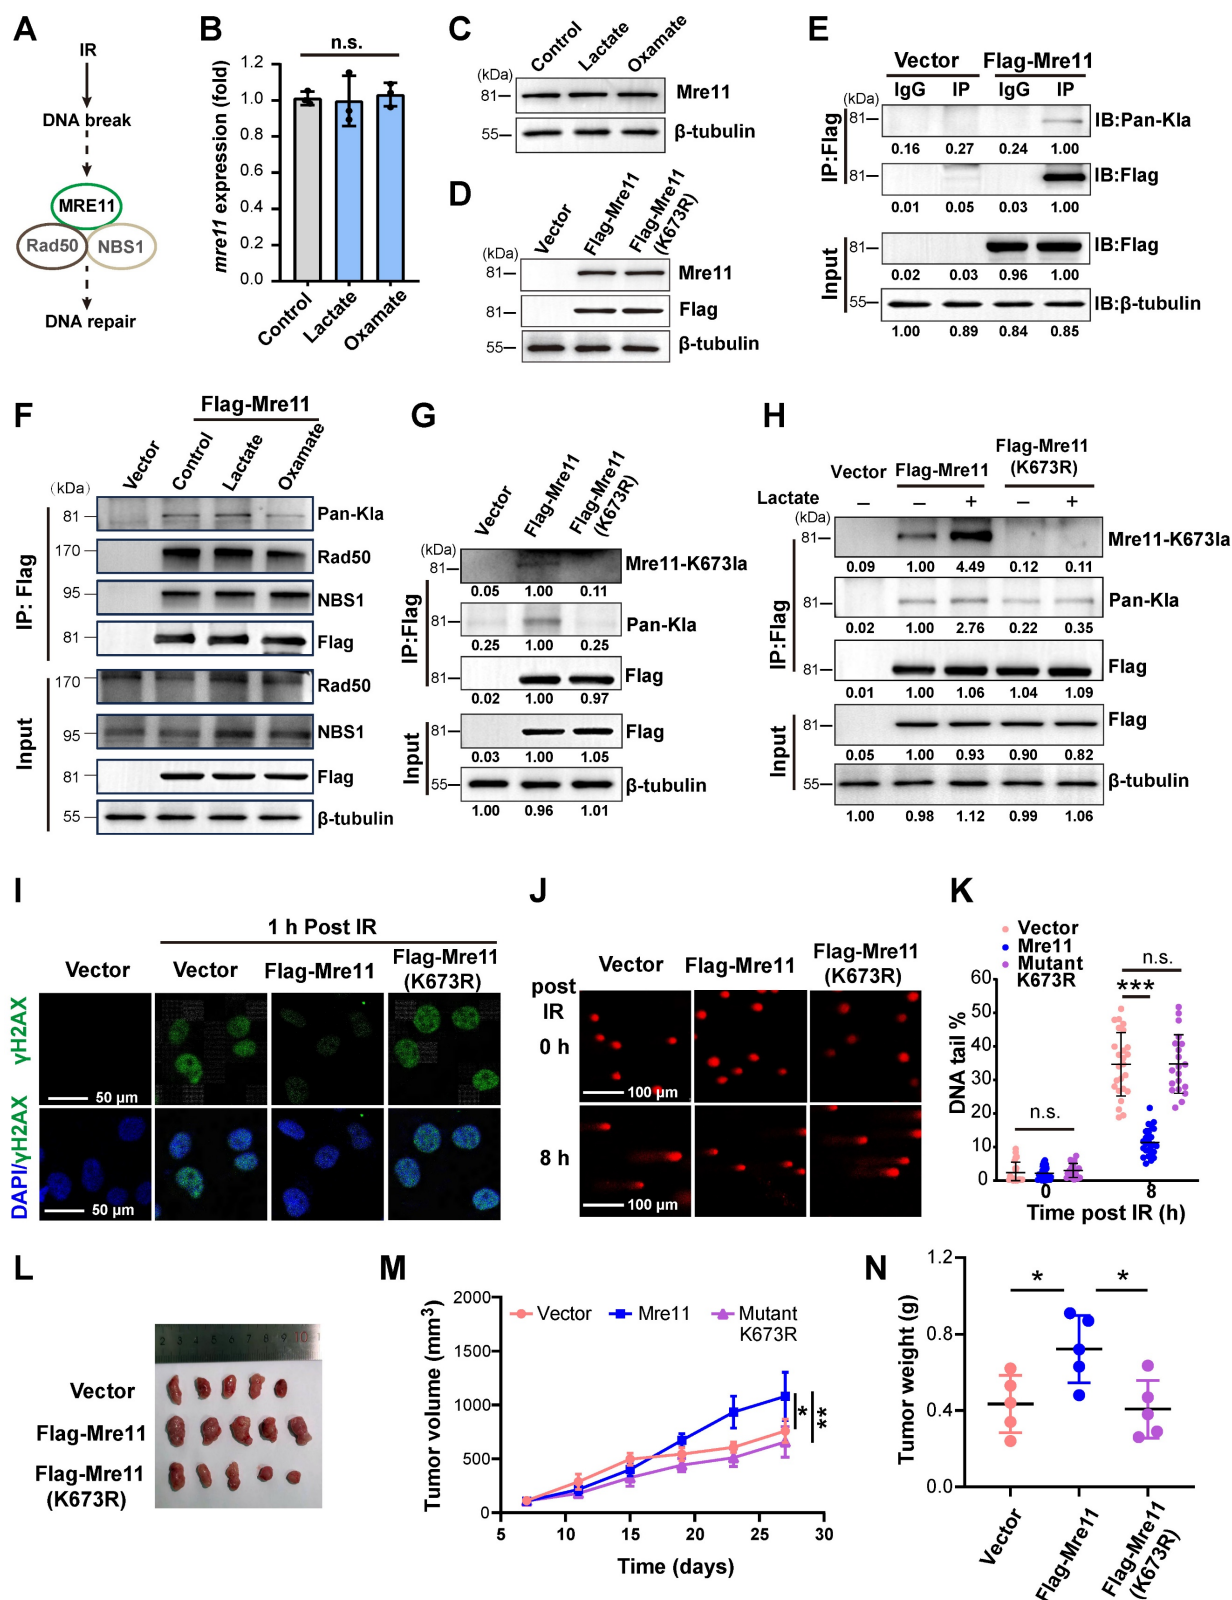 A
IR
DNA break
MRE11
Rad50
NBS1
DNA repair
B
n.s.
mre11 expression (fold)
1.2
1.0
0.8
0.6
0.4
0.2
0.0
Control
Lactate
Oxamate
C
Control
Lactate
Oxamate
(kDa)
81
Mre11
55
β-tubulin
D
Vector
Flag-Mre11
Flag-Mre11
(K673R)
(kDa)
81
Mre11
81
Flag
55
β-tubulin
E
Vector
Flag-Mre11
IgG IP IgG IP
(kDa)
IP:Flag
81
IB:Pan-Kla
0.16 0.27 0.24 1.00
81
IB:Flag
0.01 0.05 0.03 1.00
Input
81
IB:Flag
0.02 0.03 0.96 1.00
55
IB:β-tubulin
1.00 0.89 0.84 0.85
F
Flag-Mre11
Vector
Control
Lactate
Oxamate
(kDa)
IP: Flag
81
Pan-Kla
170
Rad50
95
NBS1
81
Flag
Input
170
Rad50
95
NBS1
81
Flag
55
β-tubulin
G
Vector
Flag-Mre11
Flag-Mre11
(K673R)
(kDa)
IP:Flag
81
Mre11-K673la
0.05 1.00 0.11
81
Pan-Kla
0.25 1.00 0.25
81
Flag
0.02 1.00 0.97
Input
81
Flag
0.03 1.00 1.05
55
β-tubulin
1.00 0.96 1.01
H
Vector
Flag-Mre11
Flag-Mre11
(K673R)
Lactate − − + − +
(kDa)
IP:Flag
81
Mre11-K673la
0.09 1.00 4.49 0.12 0.11
81
Pan-Kla
0.02 1.00 2.76 0.22 0.35
81
Flag
0.01 1.00 1.06 1.04 1.09
Input
81
Flag
0.05 1.00 0.93 0.90 0.82
55
β-tubulin
1.00 0.98 1.12 0.99 1.06
I
1 h Post IR
Vector
Vector
Flag-Mre11
Flag-Mre11
(K673R)
γH2AX
50 μm
DAPI/γH2AX
50 μm
J
Vector
Flag-Mre11
Flag-Mre11
(K673R)
post
IR
0 h
100 μm
8 h
100 μm
K
Vector
Mre11
Mutant
K673R
n.s.
***
n.s.
DNA tail %
60
50
40
30
20
10
0
0 8
Time post IR (h)
L
2 3 4 5 6 7 8 9 10 1
Vector
Flag-Mre11
Flag-Mre11
(K673R)
M
Vector
Mre11
Mutant
K673R
Tumor volume (mm³)
2000
1500
1000
500
0
*
**
5 10 15 20 25 30
Time (days)
N
*
*
Tumor weight (g)
1.2
0.8
0.4
0.0
Vector
Flag-Mre11
Flag-Mre11
(K673R)